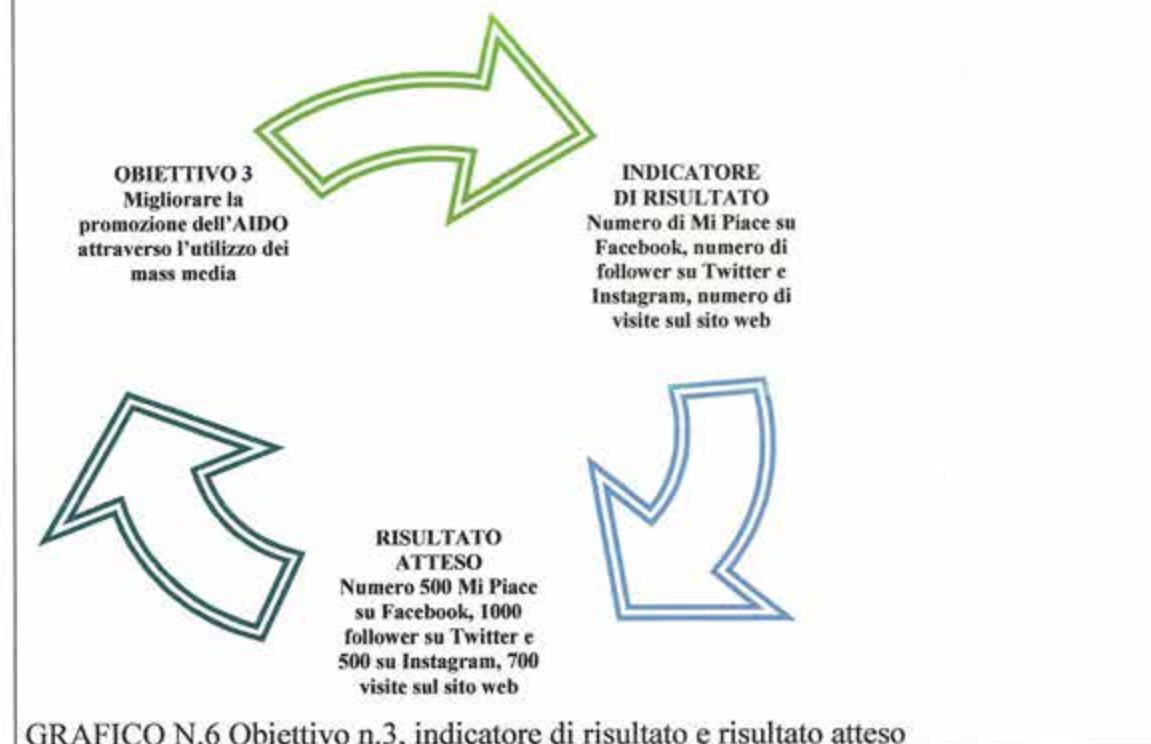 OBIETTIVO 3
Migliorare la
promozione dell'AIDO
attraverso l'utilizzo dei
mass media
INDICATORE
DI RISULTATO
Numero di Mi Piace su
Facebook, numero di
follower su Twitter e
Instagram, numero di
visite sul sito web
RISULTATO
ATTESO
Numero 500 Mi Piace
su Facebook, 1000
follower su Twitter e
500 su Instagram, 700
visite sul sito web
GRAFICO N.6 Obiettivo n.3, indicatore di risultato e risultato atteso